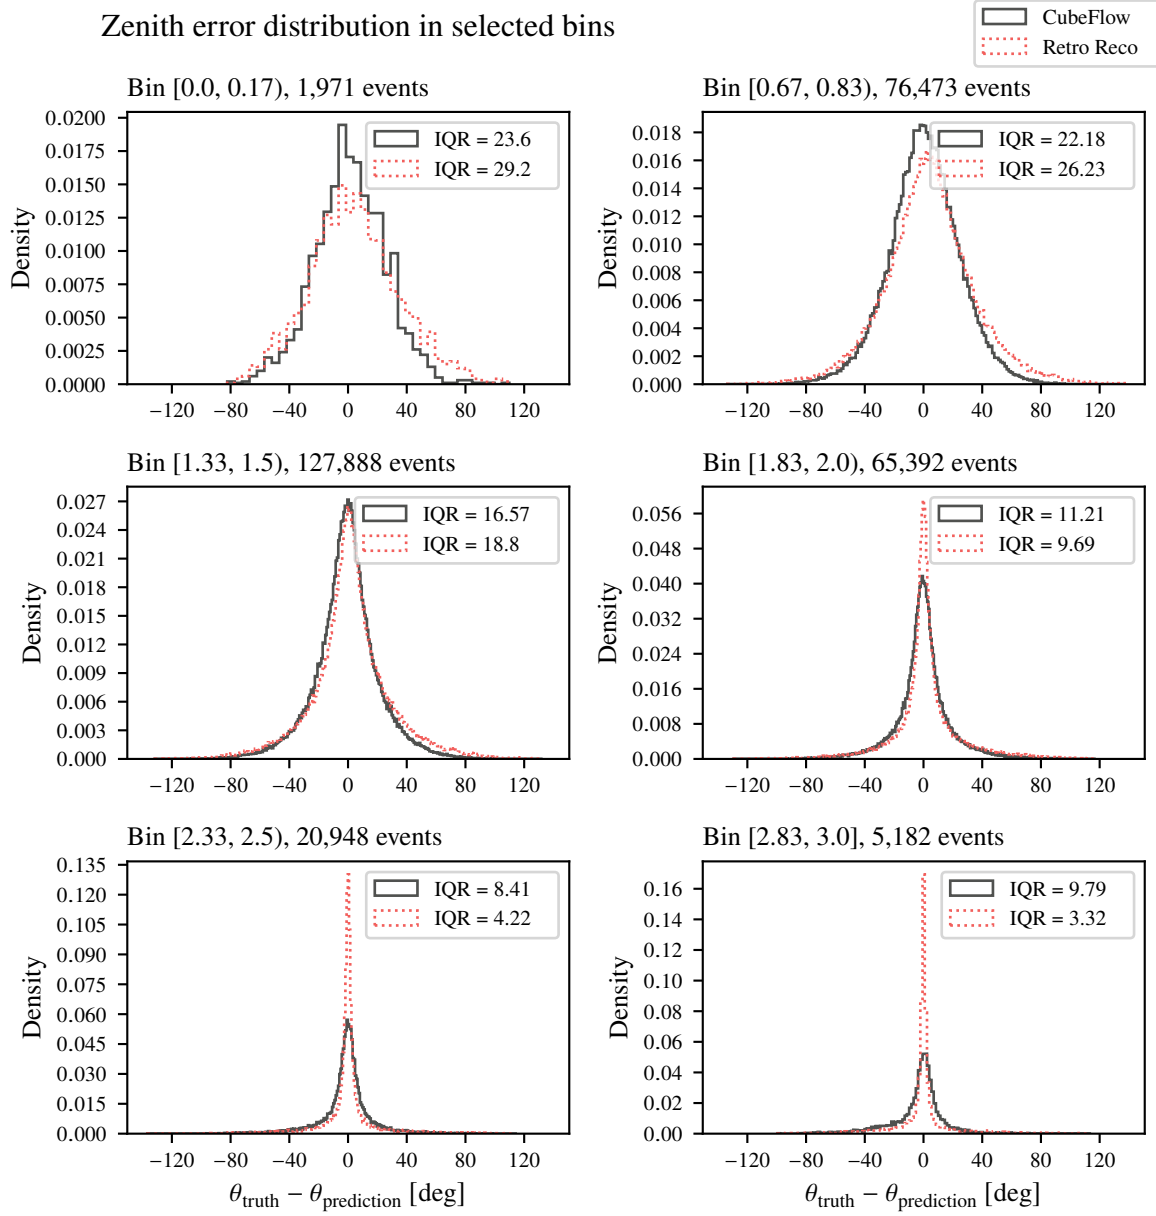 Zenith error distribution in selected bins
CubeFlow
Retro Reco
Bin [0.0, 0.17), 1,971 events
0.0200
0.0175
0.0150
0.0125
0.0100
0.0075
0.0050
0.0025
0.0000
Density
IQR = 23.6
IQR = 29.2
−120 −80 −40 0 40 80 120
Bin [0.67, 0.83), 76,473 events
0.018
0.016
0.014
0.012
0.010
0.008
0.006
0.004
0.002
0.000
Density
IQR = 22.18
IQR = 26.23
−120 −80 −40 0 40 80 120
Bin [1.33, 1.5), 127,888 events
0.027
0.024
0.021
0.018
0.015
0.012
0.009
0.006
0.003
0.000
Density
IQR = 16.57
IQR = 18.8
−120 −80 −40 0 40 80 120
Bin [1.83, 2.0), 65,392 events
0.056
0.048
0.040
0.032
0.024
0.016
0.008
0.000
Density
IQR = 11.21
IQR = 9.69
−120 −80 −40 0 40 80 120
Bin [2.33, 2.5), 20,948 events
0.135
0.120
0.105
0.090
0.075
0.060
0.045
0.030
0.015
0.000
Density
IQR = 8.41
IQR = 4.22
−120 −80 −40 0 40 80 120
θtruth − θprediction [deg]
Bin [2.83, 3.0], 5,182 events
0.16
0.14
0.12
0.10
0.08
0.06
0.04
0.02
0.00
Density
IQR = 9.79
IQR = 3.32
−120 −80 −40 0 40 80 120
θtruth − θprediction [deg]